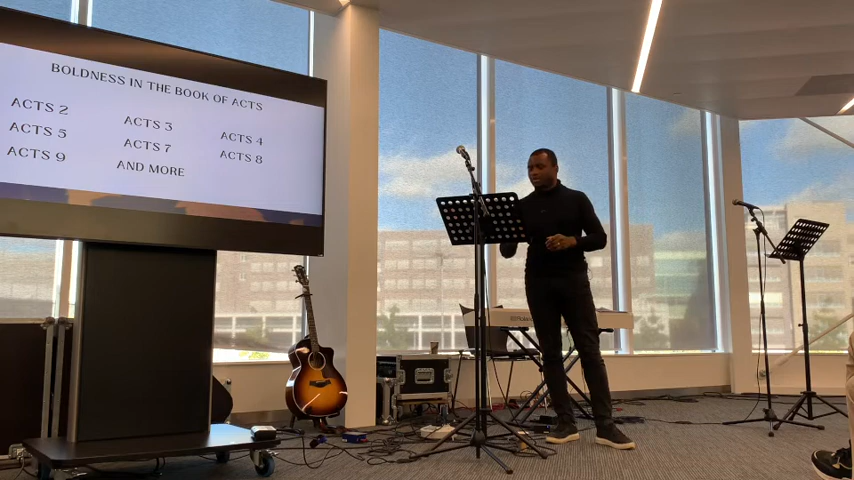 BOLDNESS IN THE BOOK OF ACTS
ACTS 2 ACTS 3 ACTS 4
ACTS 5 ACTS 7 ACTS 8
ACTS 9 AND MORE
Roland